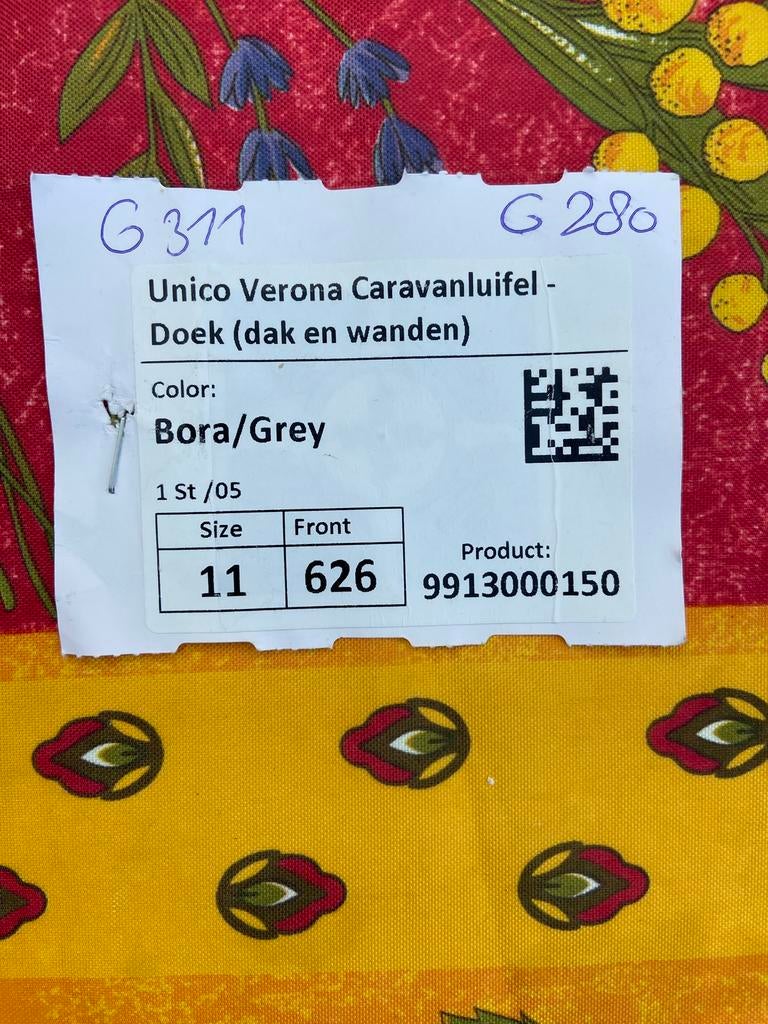 G 311 G 280
Unico Verona Caravanluifel -
Doek (dak en wanden)
Color:
Bora/Grey
1 St /05
Size Front
11 626
Product:
9913000150